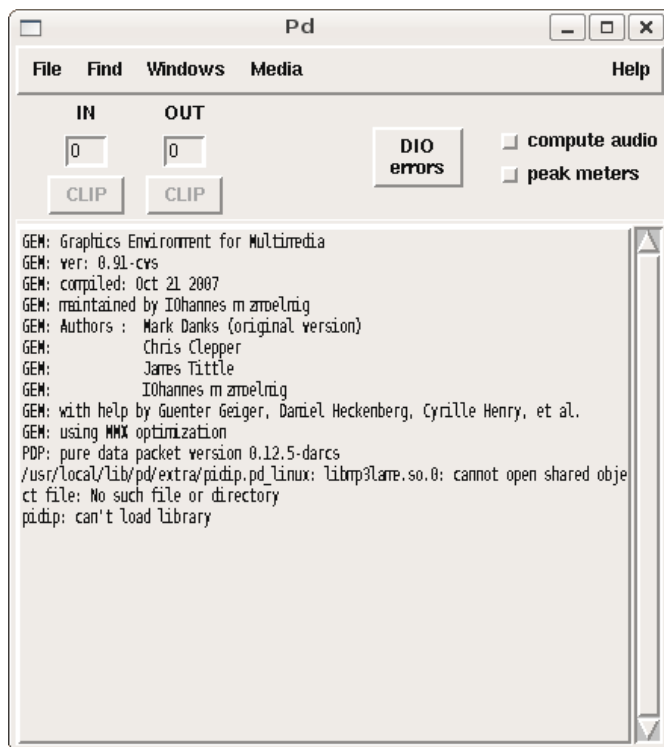 Pd
File Find Windows Media Help
IN OUT
0 0
CLIP CLIP
DIO
errors
compute audio
peak meters
GEM: Graphics Environment for Multimedia
GEM: ver: 0.91-cvs
GEM: compiled: Oct 21 2007
GEM: maintained by IOhannes m zmoelnig
GEM: Authors : Mark Danks (original version)
GEM: Chris Clepper
GEM: James Tittle
GEM: IOhannes m zmoelnig
GEM: with help by Guenter Geiger, Daniel Heckenberg, Cyrille Henry, et al.
GEM: using MMX optimization
PDP: pure data packet version 0.12.5-darcs
/usr/local/lib/pd/extra/pidip.pd_linux: libmp3lame.so.0: cannot open shared obje
ct file: No such file or directory
pidip: can't load library